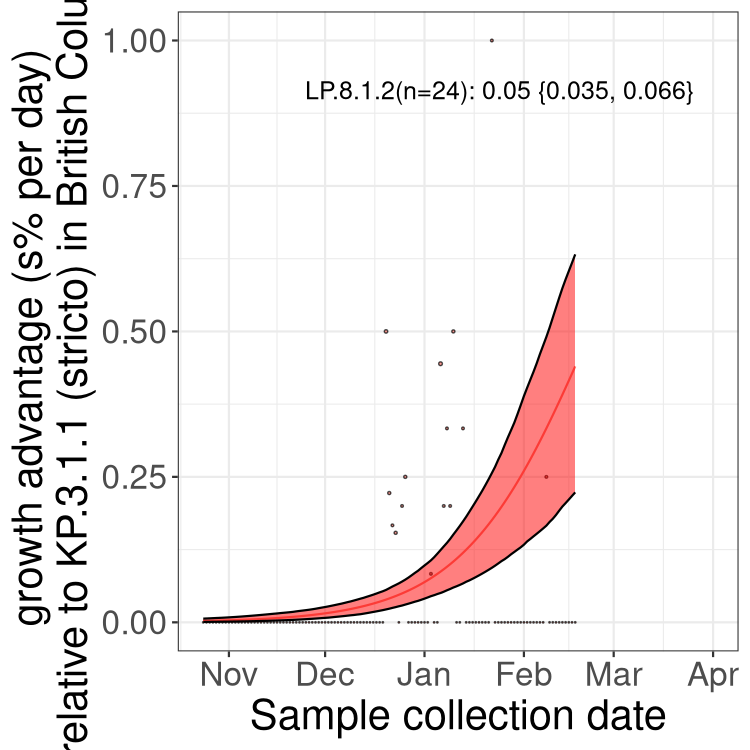 growth advantage (s% per day)
relative to KP.3.1.1 (stricto) in British Colu
1.00
0.75
0.50
0.25
0.00
LP.8.1.2(n=24): 0.05 {0.035, 0.066}
Nov Dec Jan Feb Mar Apr
Sample collection date